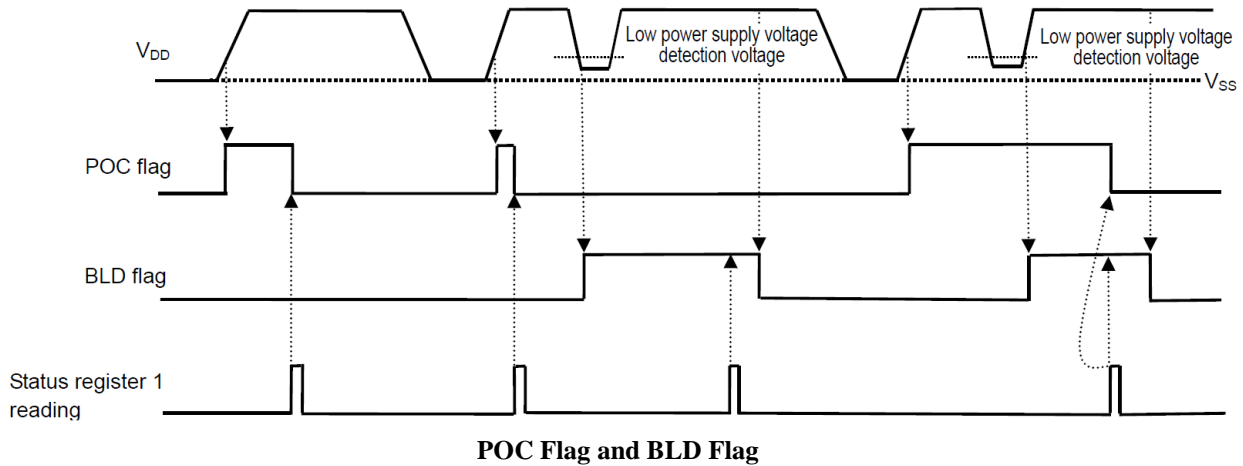 Low power supply voltage
detection voltage
Low power supply voltage
detection voltage
VDD
VSS
POC flag
BLD flag
Status register 1
reading
POC Flag and BLD Flag